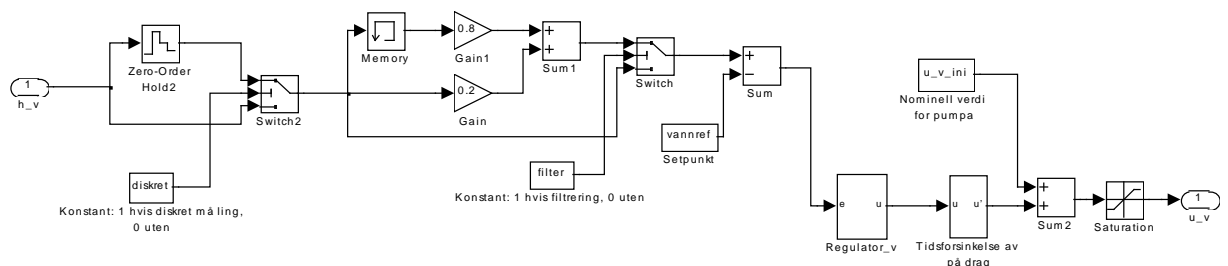 1
h_v
Zero-Order
Hold2
diskret
Konstant: 1 hvis diskret måling,
0 uten
Switch2
Memory
0.8
Gain1
0.2
Gain
+
+
Sum1
filter
Konstant: 1 hvis filtrering, 0 uten
Switch
vannref
Setpunkt
+
−
Sum
e
u
Regulator_v
u_v_ini
Nominell verdi
for pumpa
u
u'
Tidsforsinkelse av
på drag
+
+
Sum2
Saturation
1
u_v